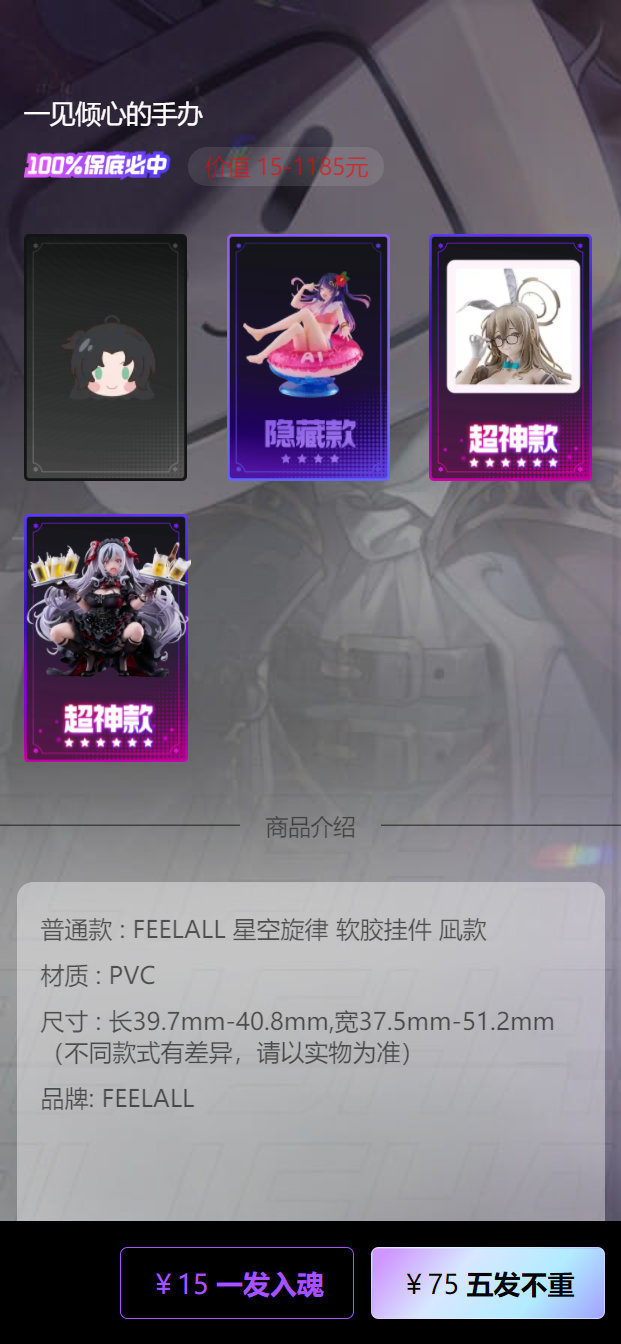 一见倾心的手办
100%保底必中
价值 15-1185元
隐藏款
超神款
超神款
商品介绍
普通款 : FEELALL 星空旋律 软胶挂件 凪款
材质 : PVC
尺寸 : 长39.7mm-40.8mm,宽37.5mm-51.2mm
（不同款式有差异，请以实物为准）
品牌: FEELALL
￥15 一发入魂
￥75 五发不重